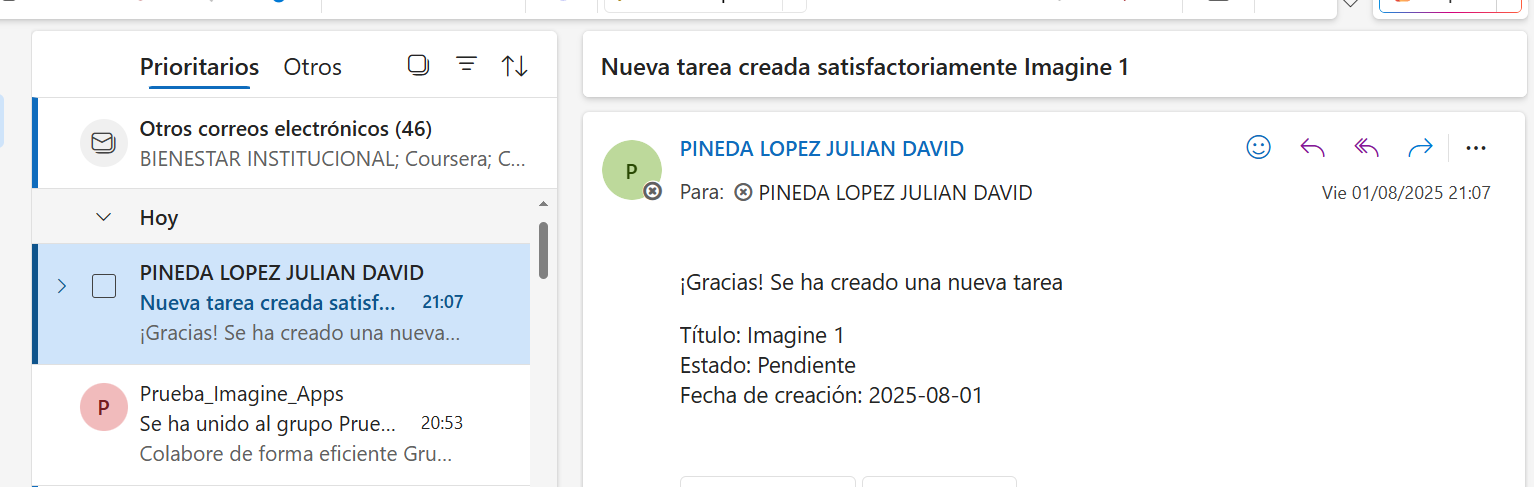 Prioritarios Otros
Otros correos electrónicos (46)
BIENESTAR INSTITUCIONAL; Coursera; C...
Hoy
PINEDA LOPEZ JULIAN DAVID
Nueva tarea creada satisf... 21:07
¡Gracias! Se ha creado una nueva...
P
Prueba_Imagine_Apps
Se ha unido al grupo Prue... 20:53
Colabore de forma eficiente Gru...
Nueva tarea creada satisfactoriamente Imagine 1
P
PINEDA LOPEZ JULIAN DAVID
Para: PINEDA LOPEZ JULIAN DAVID
Vie 01/08/2025 21:07
¡Gracias! Se ha creado una nueva tarea
Título: Imagine 1
Estado: Pendiente
Fecha de creación: 2025-08-01